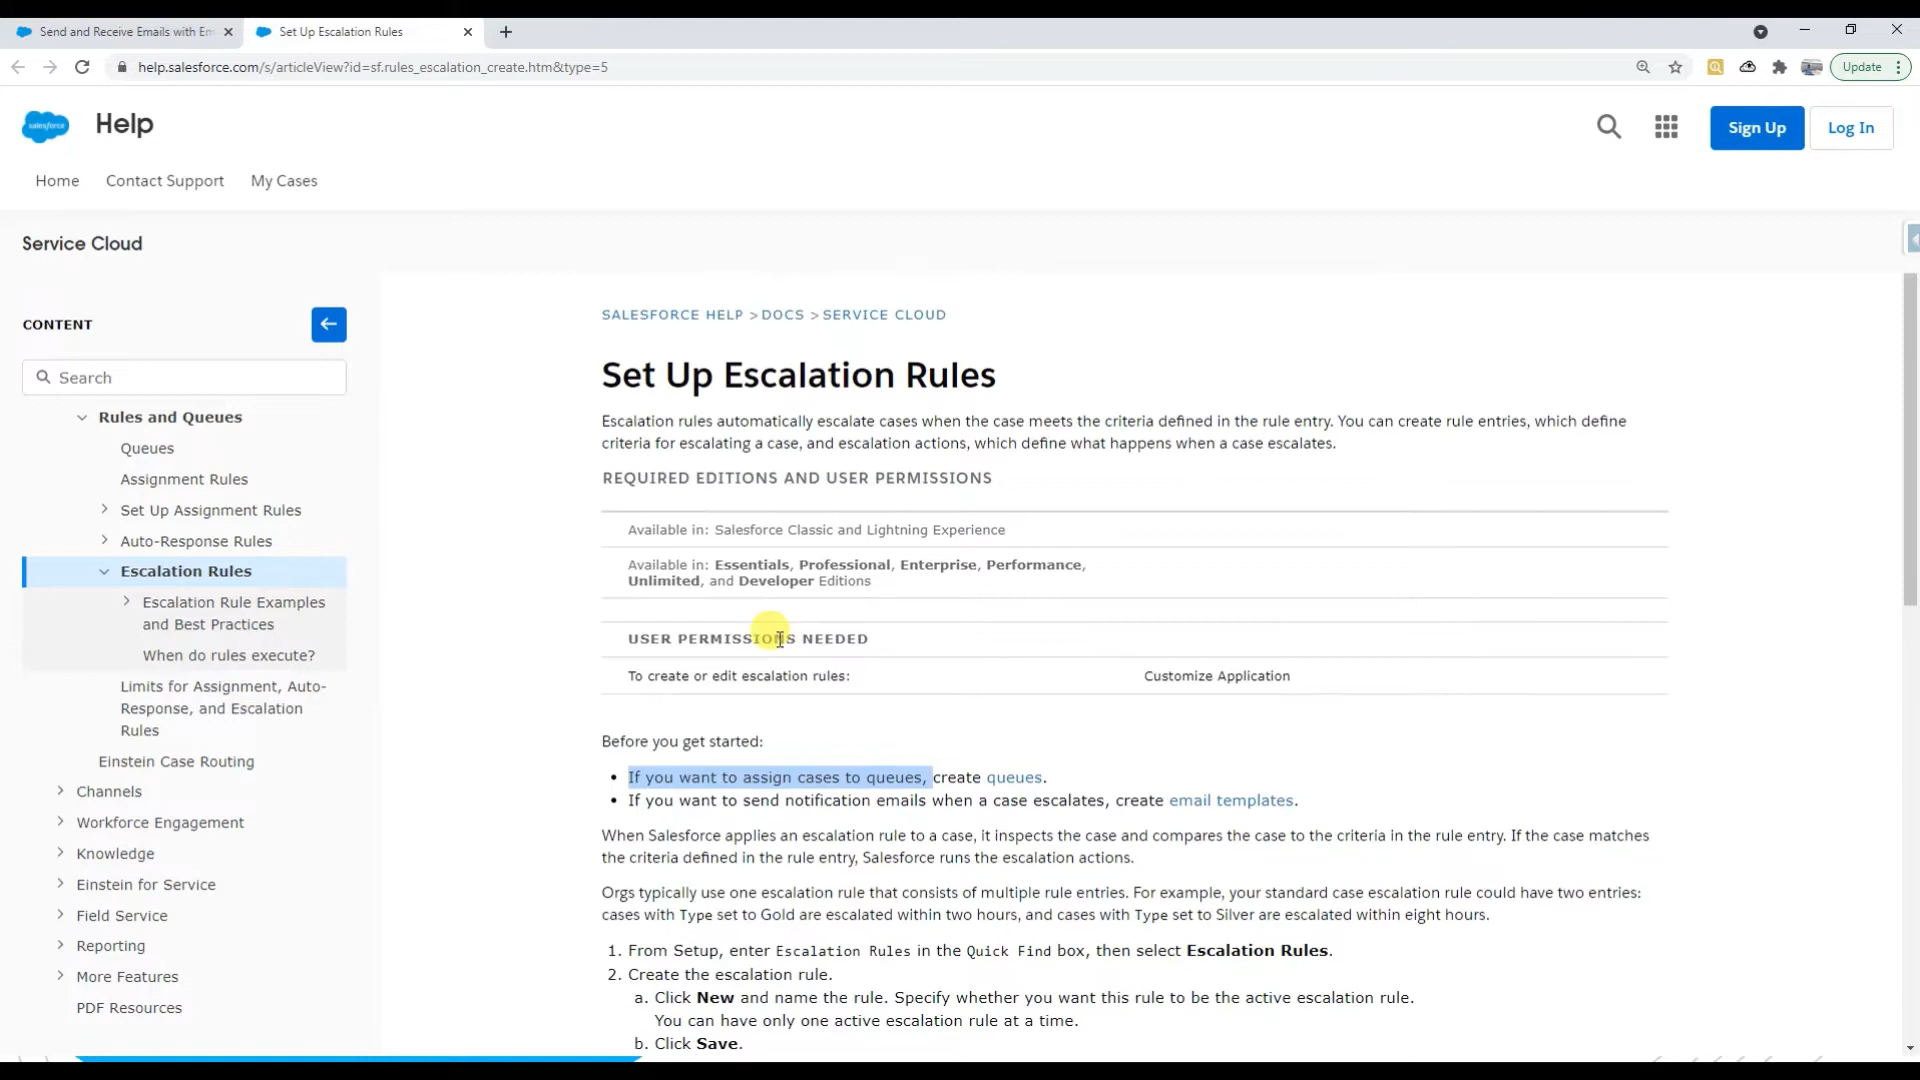 Send and Receive Emails with Em
Set Up Escalation Rules
help.salesforce.com/s/articleView?id=sf.rules_escalation_create.htm&type=5
Update
salesforce
Help
Sign Up
Log In
Home
Contact Support
My Cases
Service Cloud
CONTENT
Search
Rules and Queues
Queues
Assignment Rules
Set Up Assignment Rules
Auto-Response Rules
Escalation Rules
Escalation Rule Examples
and Best Practices
When do rules execute?
Limits for Assignment, Auto-
Response, and Escalation
Rules
Einstein Case Routing
Channels
Workforce Engagement
Knowledge
Einstein for Service
Field Service
Reporting
More Features
PDF Resources
SALESFORCE HELP > DOCS > SERVICE CLOUD
Set Up Escalation Rules
Escalation rules automatically escalate cases when the case meets the criteria defined in the rule entry. You can create rule entries, which define
criteria for escalating a case, and escalation actions, which define what happens when a case escalates.
REQUIRED EDITIONS AND USER PERMISSIONS
Available in: Salesforce Classic and Lightning Experience
Available in: Essentials, Professional, Enterprise, Performance,
Unlimited, and Developer Editions
USER PERMISSIONS NEEDED
To create or edit escalation rules: Customize Application
Before you get started:
• If you want to assign cases to queues, create queues.
• If you want to send notification emails when a case escalates, create email templates.
When Salesforce applies an escalation rule to a case, it inspects the case and compares the case to the criteria in the rule entry. If the case matches
the criteria defined in the rule entry, Salesforce runs the escalation actions.
Orgs typically use one escalation rule that consists of multiple rule entries. For example, your standard case escalation rule could have two entries:
cases with Type set to Gold are escalated within two hours, and cases with Type set to Silver are escalated within eight hours.
1. From Setup, enter Escalation Rules in the Quick Find box, then select Escalation Rules.
2. Create the escalation rule.
a. Click New and name the rule. Specify whether you want this rule to be the active escalation rule.
You can have only one active escalation rule at a time.
b. Click Save.